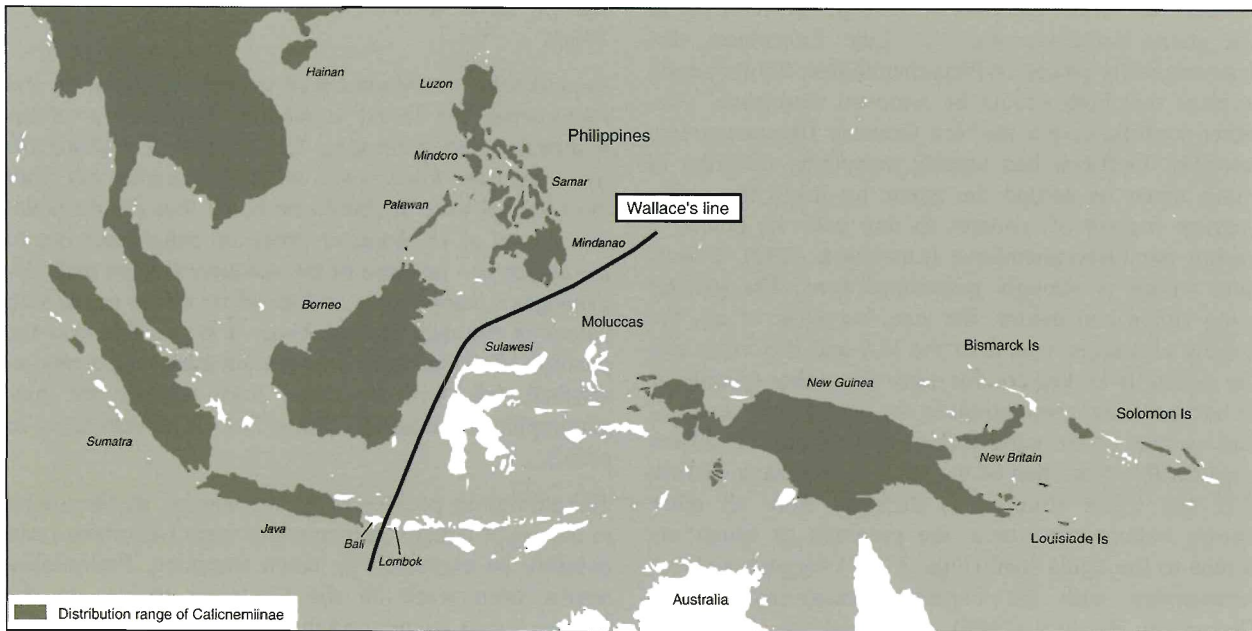 Hainan
Luzon
Philippines
Mindoro
Samar
Palawan
Wallace's line
Mindanao
Borneo
Moluccas
Sulawesi
Bismarck Is
New Guinea
Solomon Is
Sumatra
New Britain
Java
Bali
Lombok
Louisiade Is
Australia
Distribution range of Calicnemiinae